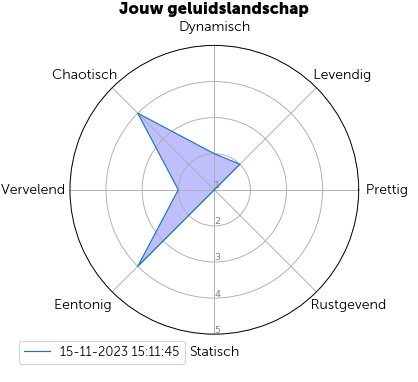 Jouw geluidslandschap
Dynamisch
Chaotisch
Levendig
Vervelend
1
Prettig
2
3
4
Eentonig
Rustgevend
5
15-11-2023 15:11:45
Statisch